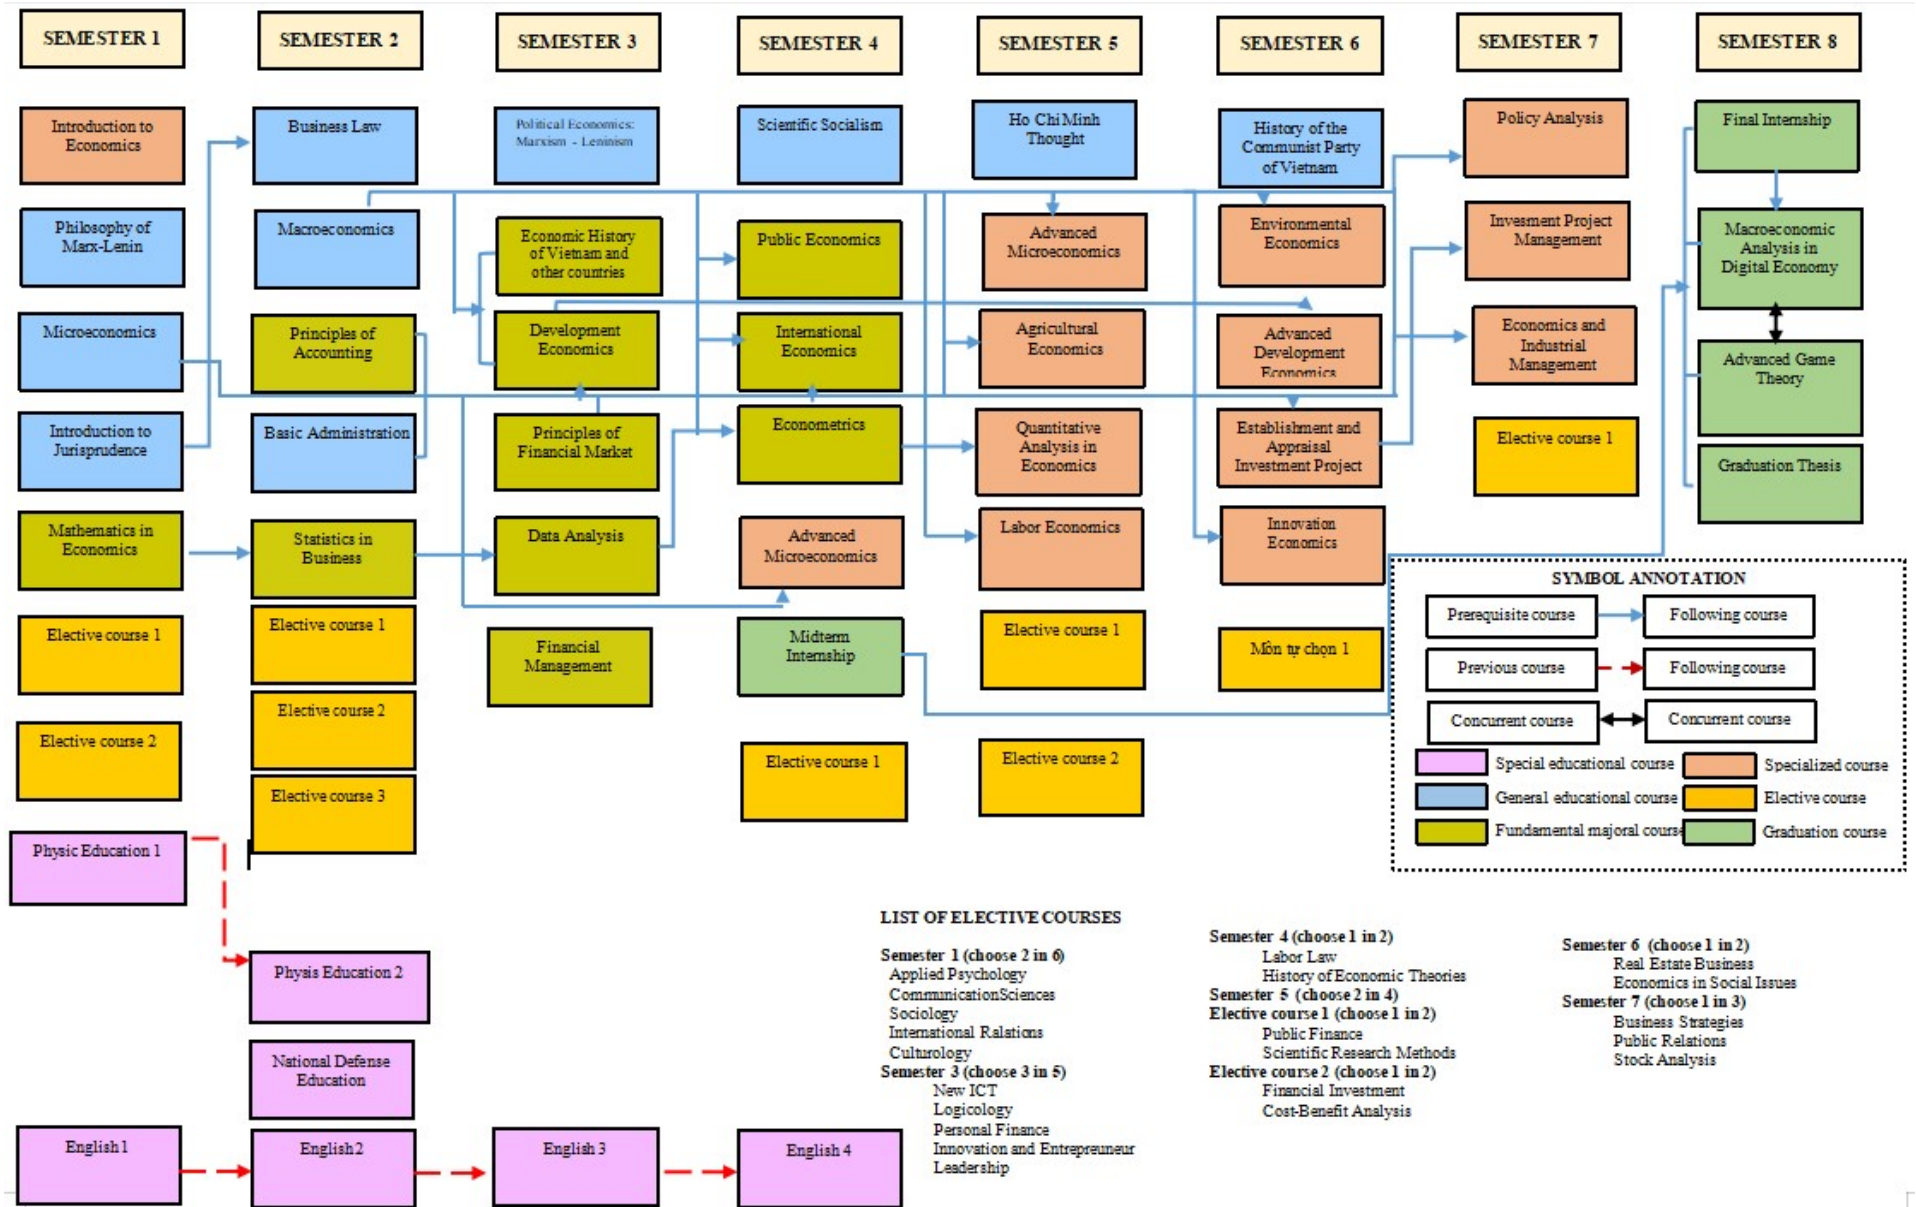 SEMESTER 1
SEMESTER 2
SEMESTER 3
SEMESTER 4
SEMESTER 5
SEMESTER 6
SEMESTER 7
SEMESTER 8
Introduction to
Economics
Philosophy of
Marx-Lenin
Microeconomics
Introduction to
Jurisprudence
Mathematics in
Economics
Elective course 1
Elective course 2
Physic Education 1
English 1
Business Law
Macroeconomics
Principles of
Accounting
Basic Administration
Statistics in
Business
Elective course 1
Elective course 2
Elective course 3
Physis Education 2
National Defense
Education
English 2
Political Economics:
Marxism - Leninism
Economic History
of Vietnam and
other countries
Development
Economics
Principles of
Financial Market
Data Analysis
Financial
Management
English 3
Scientific Socialism
Public Economics
International
Economics
Econometrics
Advanced
Microeconomics
Midterm
Internship
Elective course 1
English 4
Ho Chi Minh
Thought
Advanced
Microeconomics
Agricultural
Economics
Quantitative
Analysis in
Economics
Labor Economics
Elective course 1
Elective course 2
History of the
Communist Party
of Vietnam
Environmental
Economics
Advanced
Development
Economics
Establishment and
Appraisal
Investment Project
Innovation
Economics
Môn tự chọn 1
Policy Analysis
Invesment Project
Management
Economics and
Industrial
Management
Elective course 1
Final Internship
Macroeconomic
Analysis in
Digital Economy
Advanced Game
Theory
Graduation Thesis
SYMBOL ANNOTATION
Prerequisite course
Following course
Previous course
Following course
Concurrent course
Concurrent course
Special educational course
Specialized course
General educational course
Elective course
Fundamental majoral course
Graduation course
LIST OF ELECTIVE COURSES
Semester 1 (choose 2 in 6)
Applied Psychology
Communication Sciences
Sociology
International Ralations
Culturology
Semester 3 (choose 3 in 5)
New ICT
Logicology
Personal Finance
Innovation and Entrepreuneur
Leadership
Semester 4 (choose 1 in 2)
Labor Law
History of Economic Theories
Semester 5 (choose 2 in 4)
Elective course 1 (choose 1 in 2)
Public Finance
Scientific Research Methods
Elective course 2 (choose 1 in 2)
Financial Investment
Cost-Benefit Analysis
Semester 6 (choose 1 in 2)
Real Estate Business
Economics in Social Issues
Semester 7 (choose 1 in 3)
Business Strategies
Public Relations
Stock Analysis